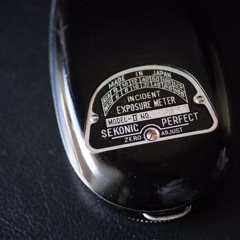 MADE IN JAPAN
INCIDENT
EXPOSURE METER
MODEL-II NO.
SEKONIC PERFECT
ZERO ADJUST